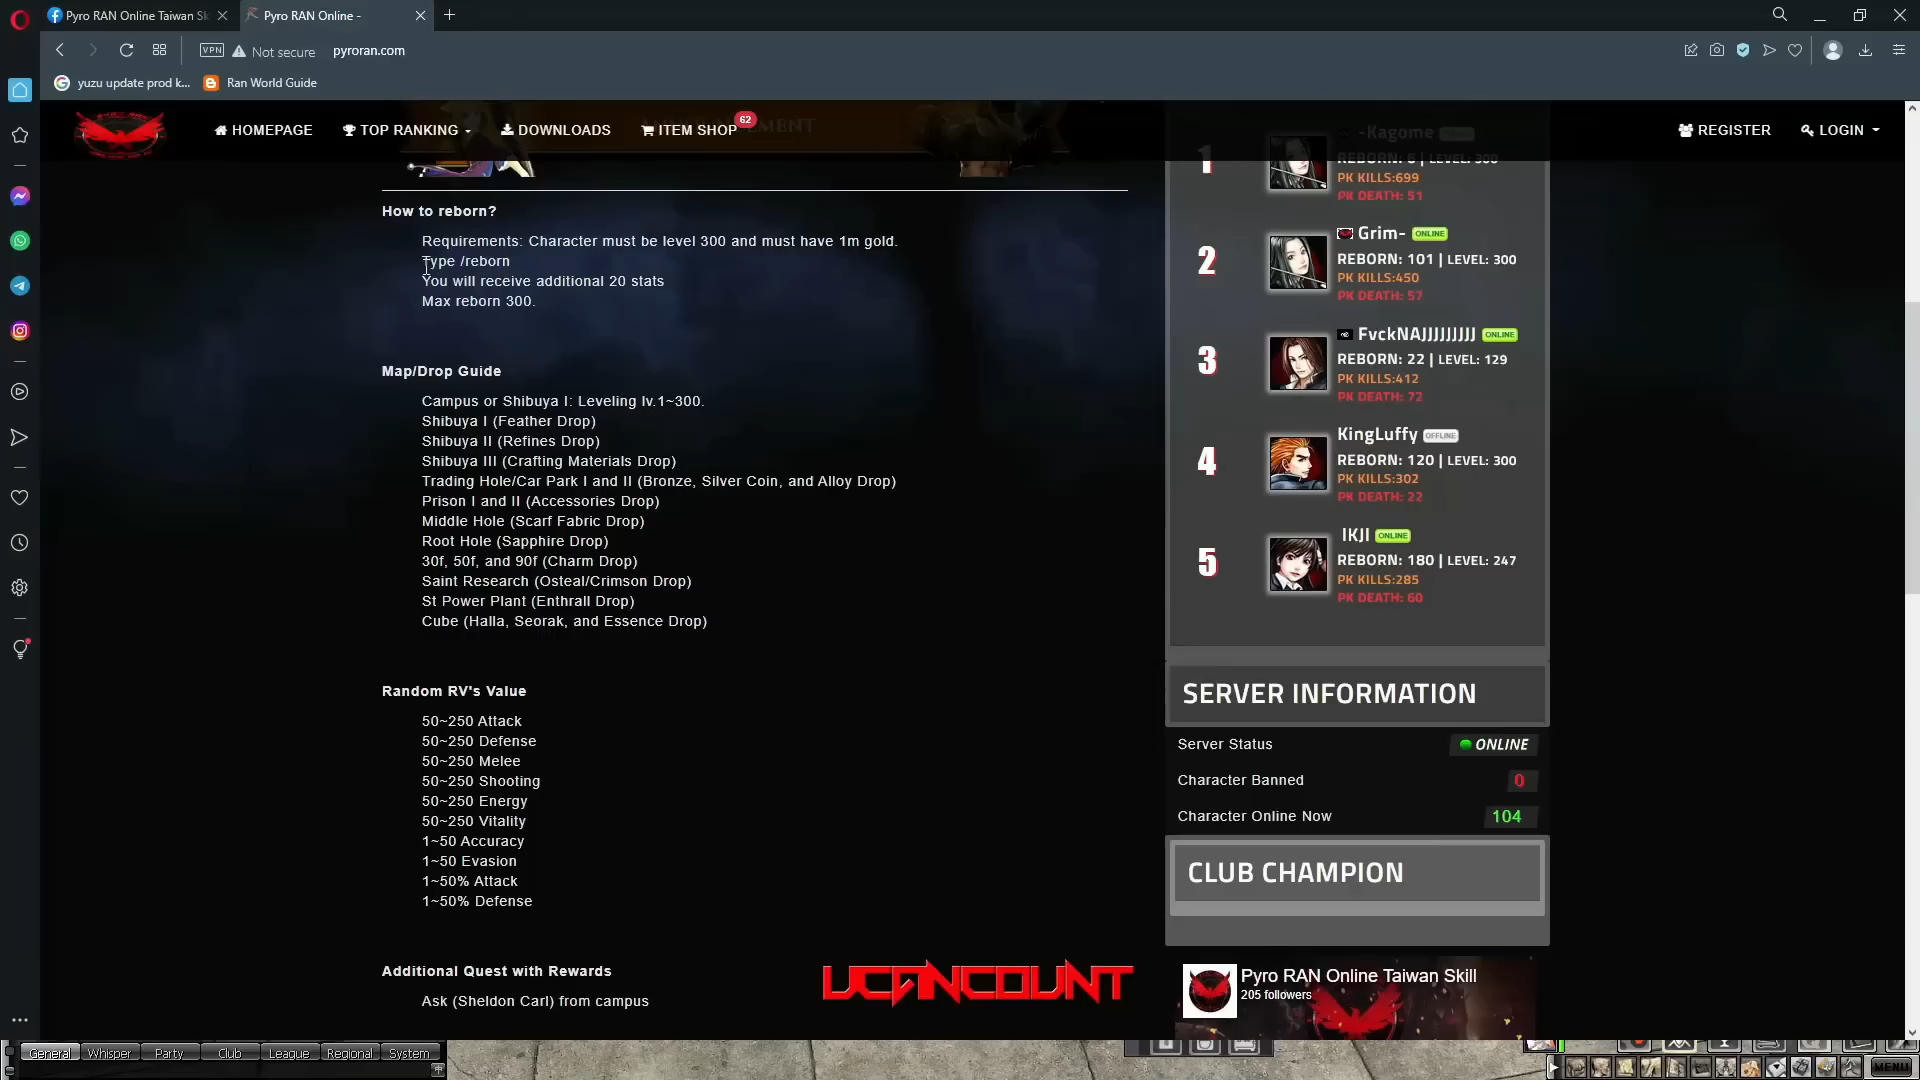 Pyro RAN Online Taiwan Sk
Pyro RAN Online -
VPN
Not secure
pyroran.com
yuzu update prod k...
Ran World Guide
HOMEPAGE
TOP RANKING
DOWNLOADS
ITEM SHOP
62
REGISTER
LOGIN
How to reborn?
Requirements: Character must be level 300 and must have 1m gold.
Type /reborn
You will receive additional 20 stats
Max reborn 300.
Map/Drop Guide
Campus or Shibuya I: Leveling lv.1~300.
Shibuya I (Feather Drop)
Shibuya II (Refines Drop)
Shibuya III (Crafting Materials Drop)
Trading Hole/Car Park I and II (Bronze, Silver Coin, and Alloy Drop)
Prison I and II (Accessories Drop)
Middle Hole (Scarf Fabric Drop)
Root Hole (Sapphire Drop)
30f, 50f, and 90f (Charm Drop)
Saint Research (Osteal/Crimson Drop)
St Power Plant (Enthrall Drop)
Cube (Halla, Seorak, and Essence Drop)
Random RV's Value
50~250 Attack
50~250 Defense
50~250 Melee
50~250 Shooting
50~250 Energy
50~250 Vitality
1~50 Accuracy
1~50 Evasion
1~50% Attack
1~50% Defense
Additional Quest with Rewards
Ask (Sheldon Carl) from campus
UCANCOUNT
1
-Kagome
REBORN: 6 | LEVEL: 300
PK KILLS:699
PK DEATH: 51
2
Grim- ONLINE
REBORN: 101 | LEVEL: 300
PK KILLS:450
PK DEATH: 57
3
FvckNAJJJJJJJJJ ONLINE
REBORN: 22 | LEVEL: 129
PK KILLS:412
PK DEATH: 72
4
KingLuffy OFFLINE
REBORN: 120 | LEVEL: 300
PK KILLS:302
PK DEATH: 22
5
IKJI ONLINE
REBORN: 180 | LEVEL: 247
PK KILLS:285
PK DEATH: 60
SERVER INFORMATION
Server Status ONLINE
Character Banned 0
Character Online Now 104
CLUB CHAMPION
Pyro RAN Online Taiwan Skill
205 followers
General Whisper Party Club League Regional System
MENU